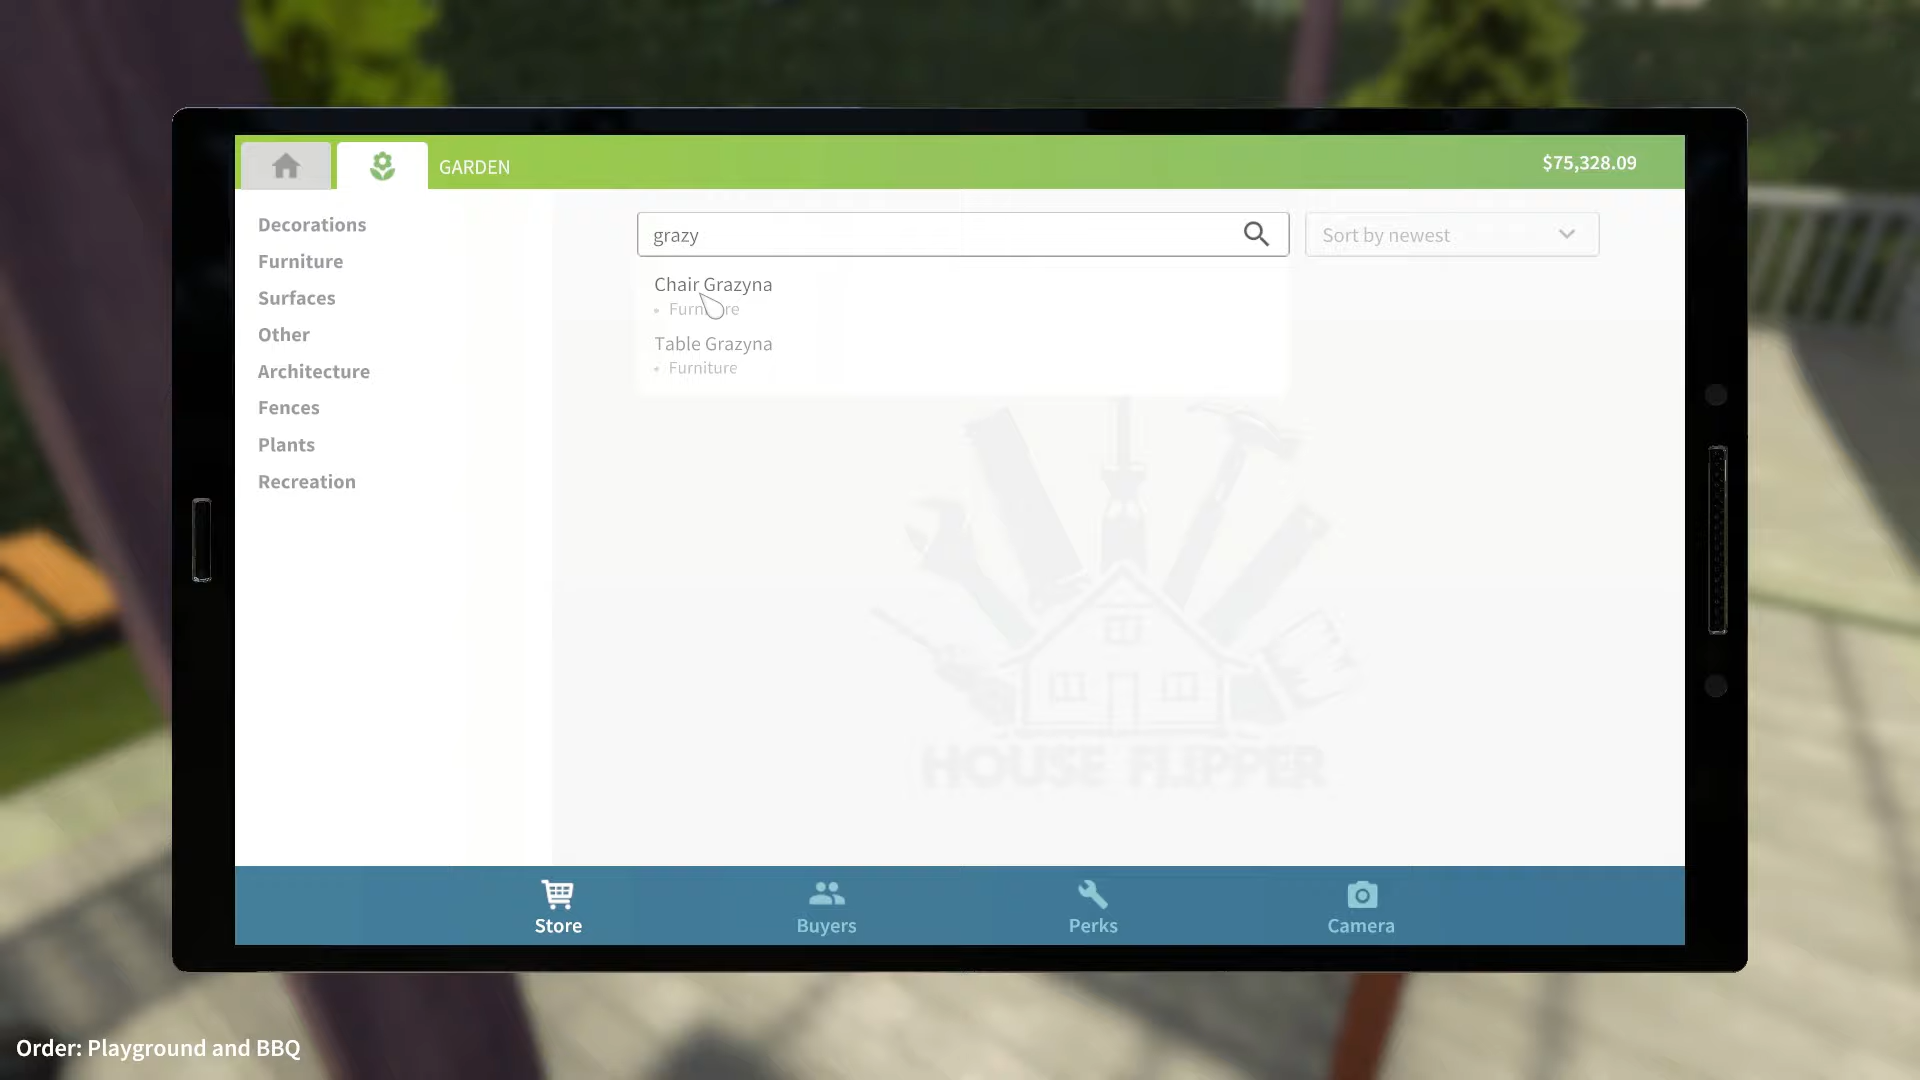 GARDEN
$75,328.09
Decorations
Furniture
Surfaces
Other
Architecture
Fences
Plants
Recreation
grazy
Sort by newest
Chair Grazyna
• Furniture
Table Grazyna
• Furniture
HOUSE FLIPPER
Store
Buyers
Perks
Camera
Order: Playground and BBQ